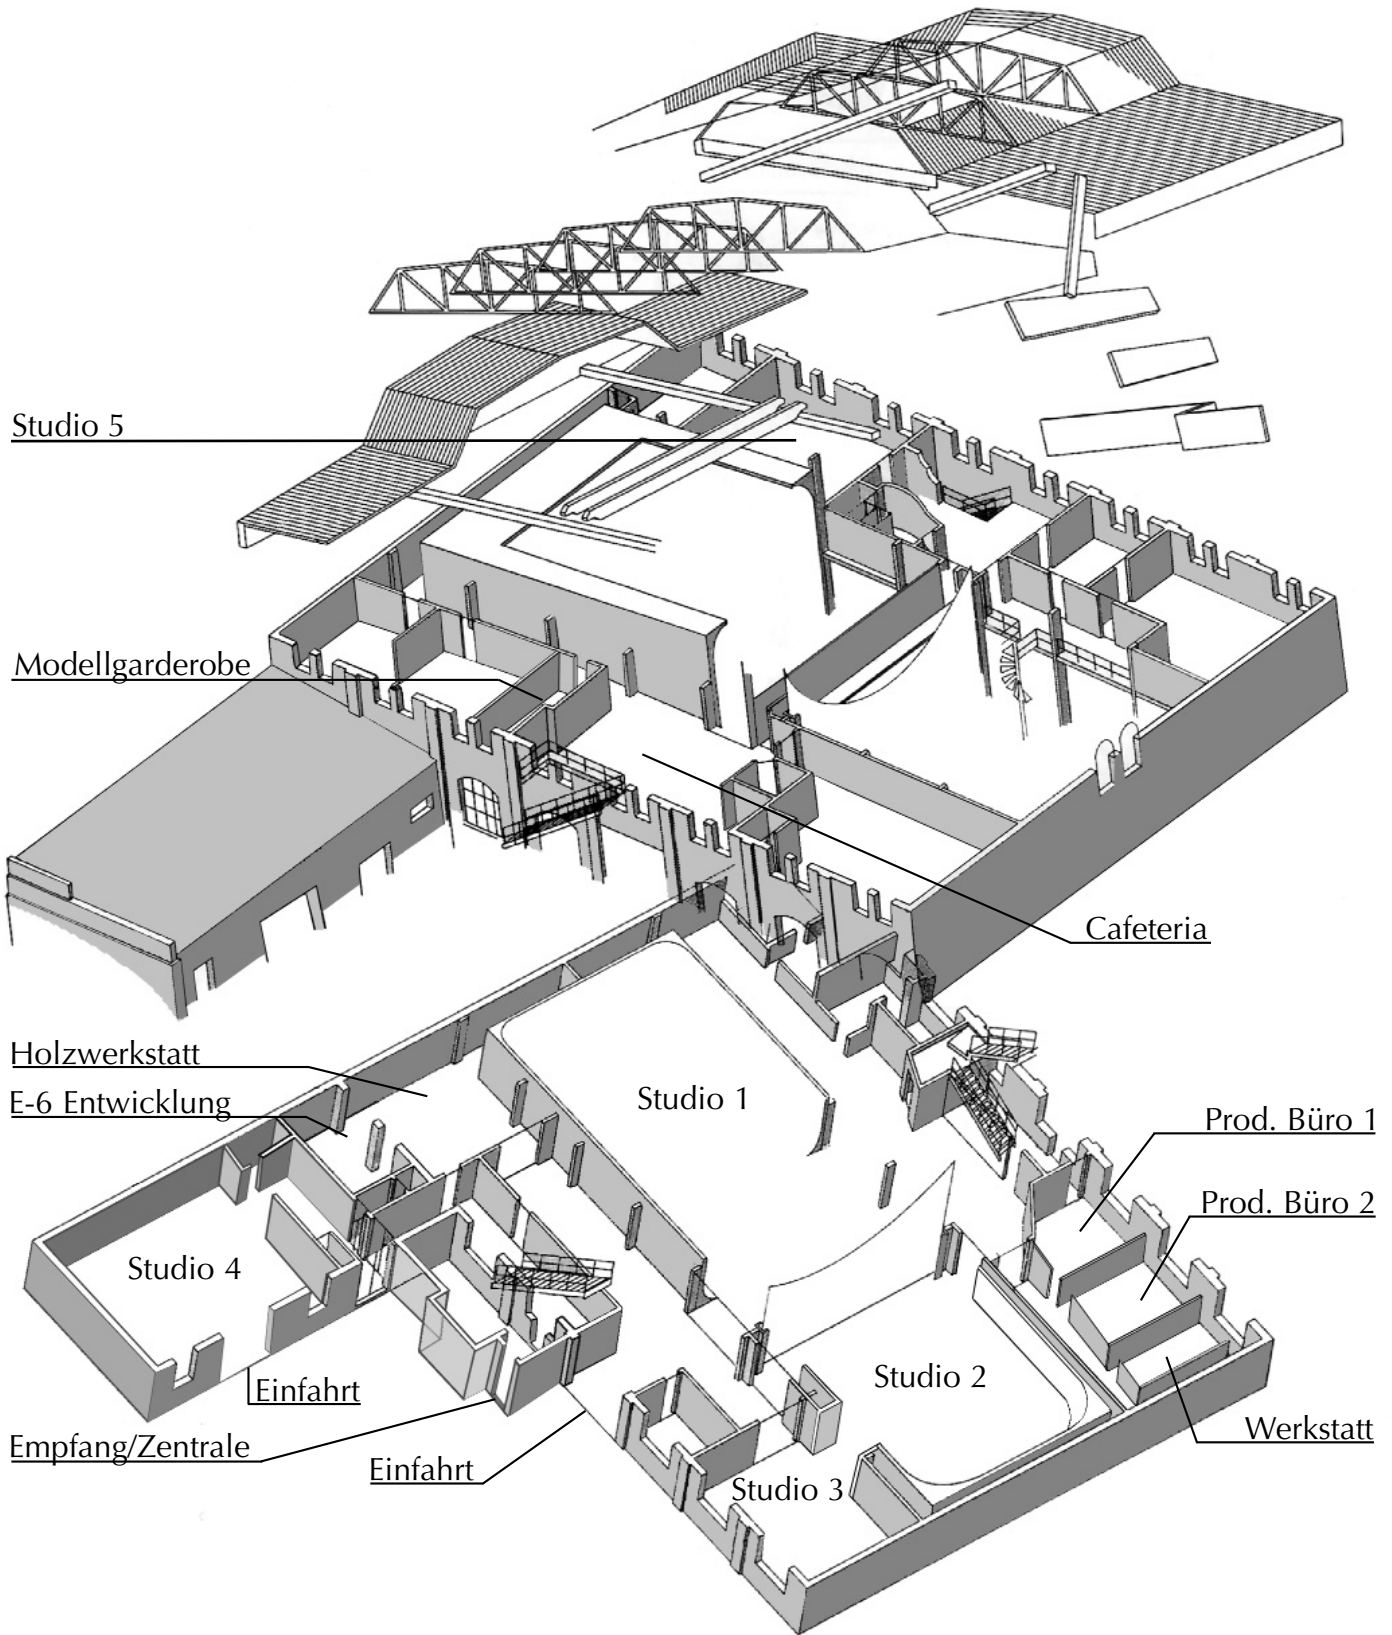 Studio 5
Modellgarderobe
Cafeteria
Holzwerkstatt
E-6 Entwicklung
Studio 1
Prod. Büro 1
Prod. Büro 2
Studio 4
Studio 2
Einfahrt
Werkstatt
Empfang/Zentrale
Einfahrt
Studio 3